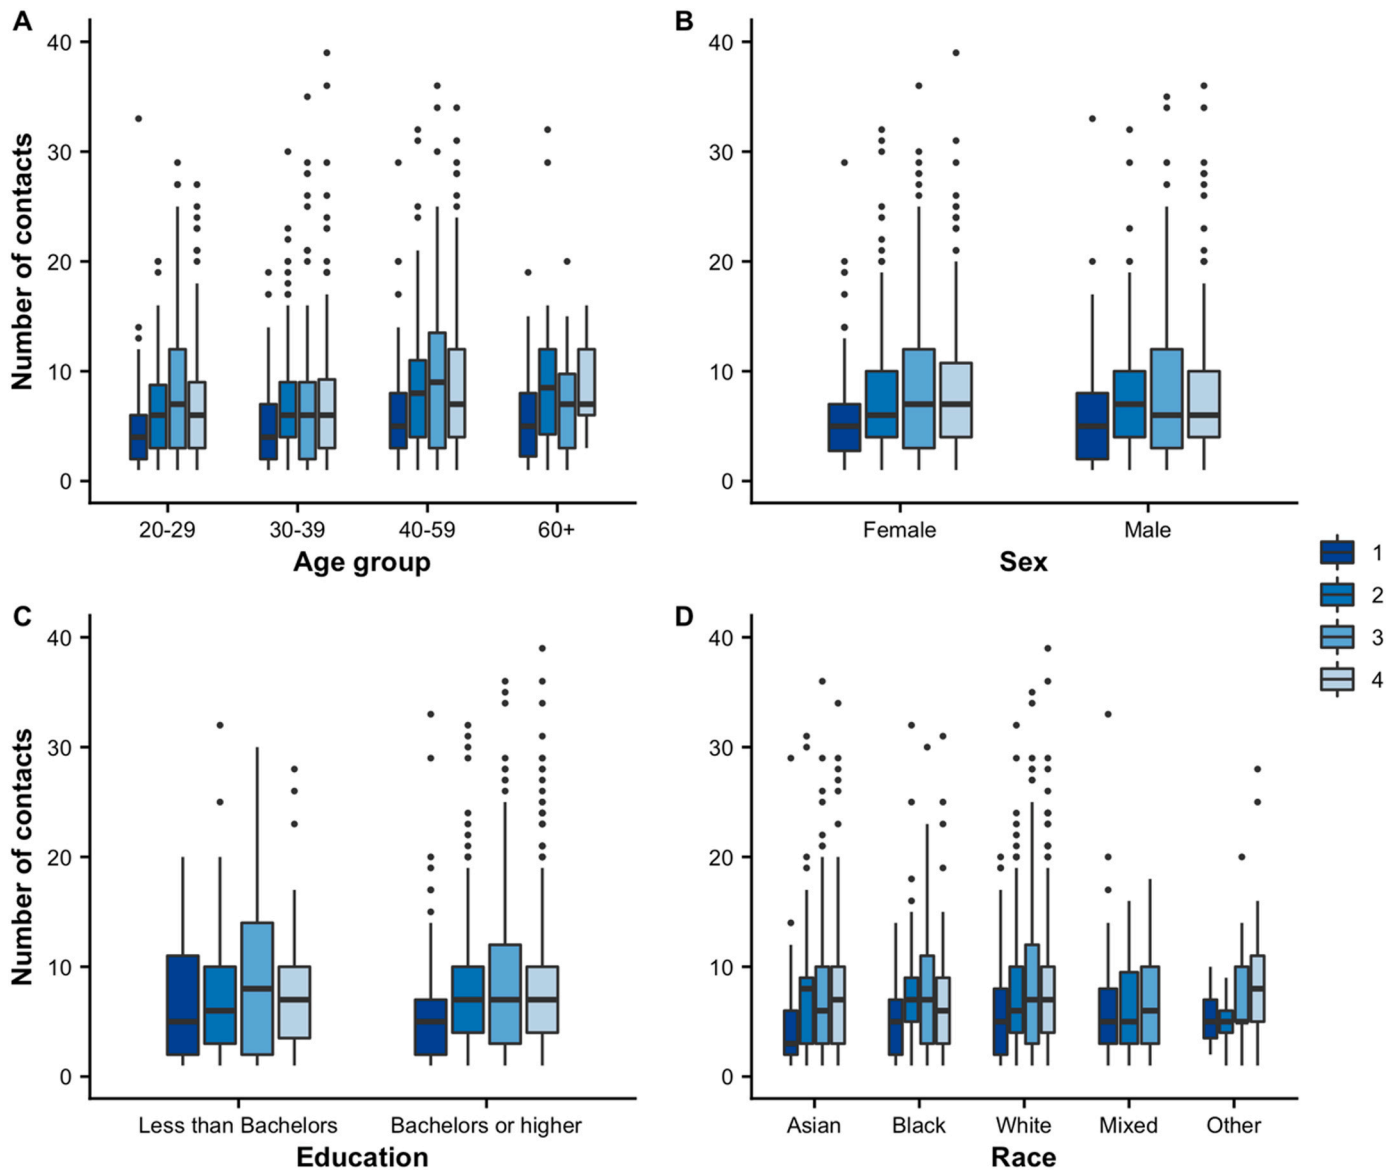 A
40
30
20
10
0
Number of contacts
20-29 30-39 40-59 60+
Age group
B
40
30
20
10
0
Female Male
Sex
1
2
3
4
C
40
30
20
10
0
Number of contacts
Less than Bachelors Bachelors or higher
Education
D
40
30
20
10
0
Asian Black White Mixed Other
Race